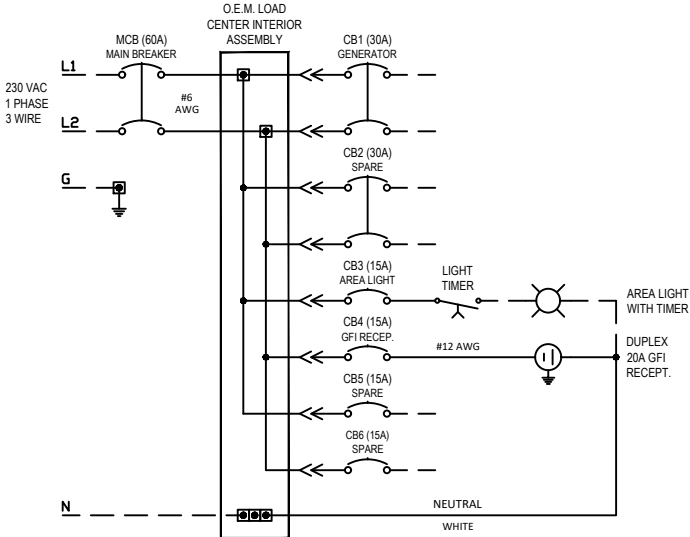 O.E.M. LOAD
CENTER INTERIOR
ASSEMBLY
MCB (60A)
MAIN BREAKER
CB1 (30A)
GENERATOR
L1
230 VAC
1 PHASE
3 WIRE
#6
AWG
L2
CB2 (30A)
SPARE
G
CB3 (15A)
AREA LIGHT
LIGHT
TIMER
AREA LIGHT
WITH TIMER
CB4 (15A)
GFI RECEP.
#12 AWG
DUPLEX
20A GFI
RECEPT.
CB5 (15A)
SPARE
CB6 (15A)
SPARE
N
NEUTRAL
WHITE